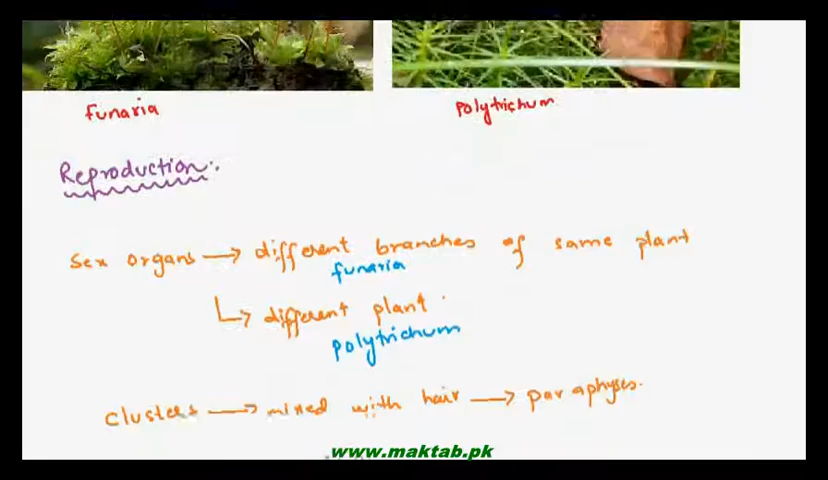 funaria
polytrichum
Reproduction:
Sex organs → different branches of same plant
funaria
↳ different plant
polytrichum
Clusters → mixed with hair → paraphyses.
www.maktab.pk